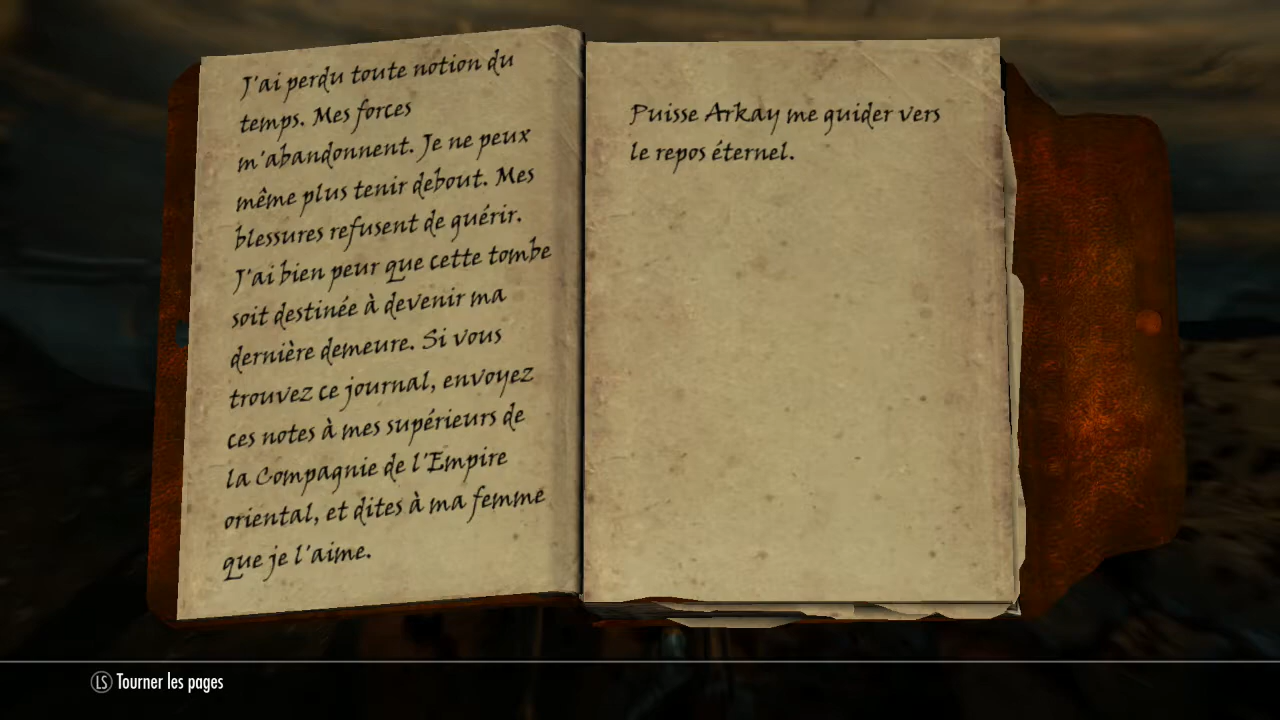 J'ai perdu toute notion du
temps. Mes forces
m'abandonnent. Je ne peux
même plus tenir debout. Mes
blessures refusent de guérir.
J'ai bien peur que cette tombe
soit destinée à devenir ma
dernière demeure. Si vous
trouvez ce journal, envoyez
ces notes à mes supérieurs de
la Compagnie de l'Empire
oriental, et dites à ma femme
que je l'aime.
Puisse Arkay me guider vers
le repos éternel.
LS Tourner les pages